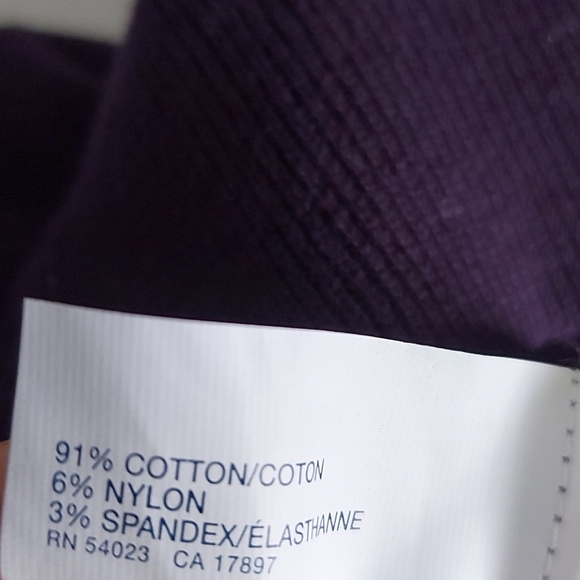 91% COTTON/COTON
6% NYLON
3% SPANDEX/ÉLASTHANNE
RN 54023 CA 17897